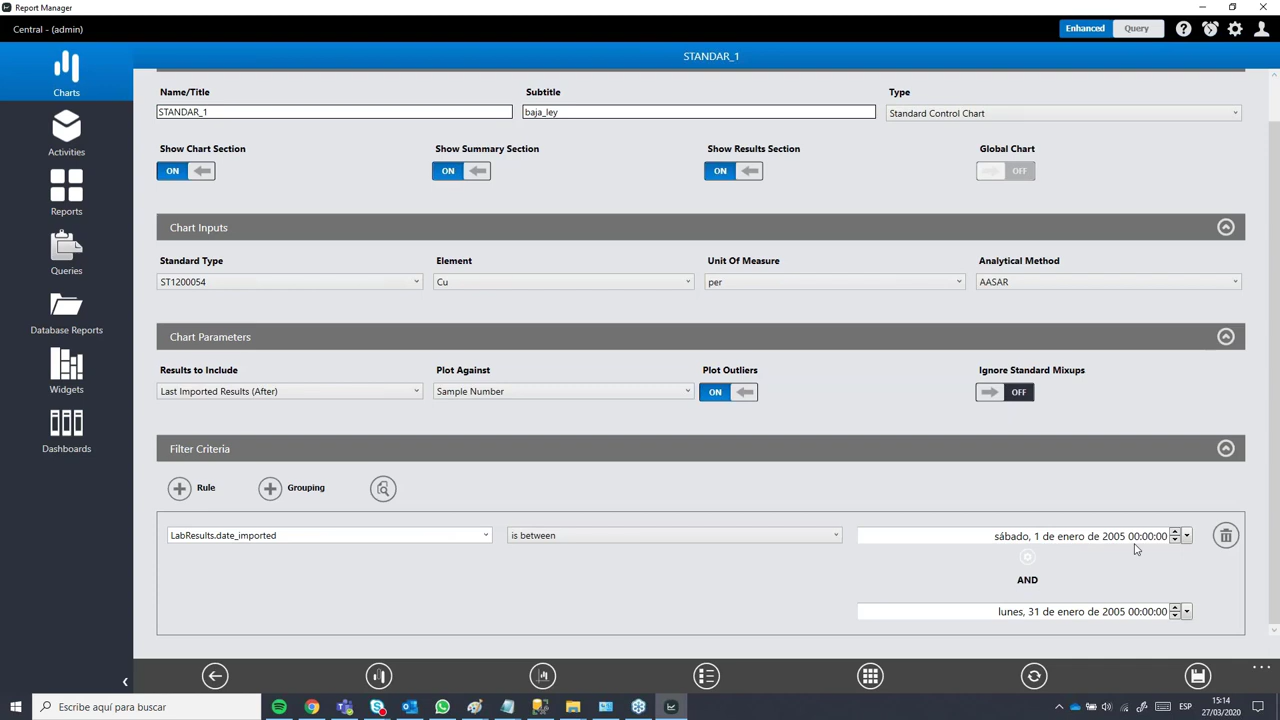 Report Manager
Central - (admin)
Enhanced
Query
STANDAR_1
Charts
Activities
Reports
Queries
Database Reports
Widgets
Dashboards
Name/Title
Subtitle
Type
STANDAR_1
baja_ley
Standard Control Chart
Show Chart Section
Show Summary Section
Show Results Section
Global Chart
ON
ON
ON
OFF
Chart Inputs
Standard Type
Element
Unit Of Measure
Analytical Method
ST1200054
Cu
per
AASAR
Chart Parameters
Results to Include
Plot Against
Plot Outliers
Ignore Standard Mixups
Last Imported Results (After)
Sample Number
ON
OFF
Filter Criteria
Rule
Grouping
LabResults.date_imported
is between
sábado, 1 de enero de 2005 00:00:00
AND
lunes, 31 de enero de 2005 00:00:00
Escribe aquí para buscar
ESP
15:14
27/03/2020